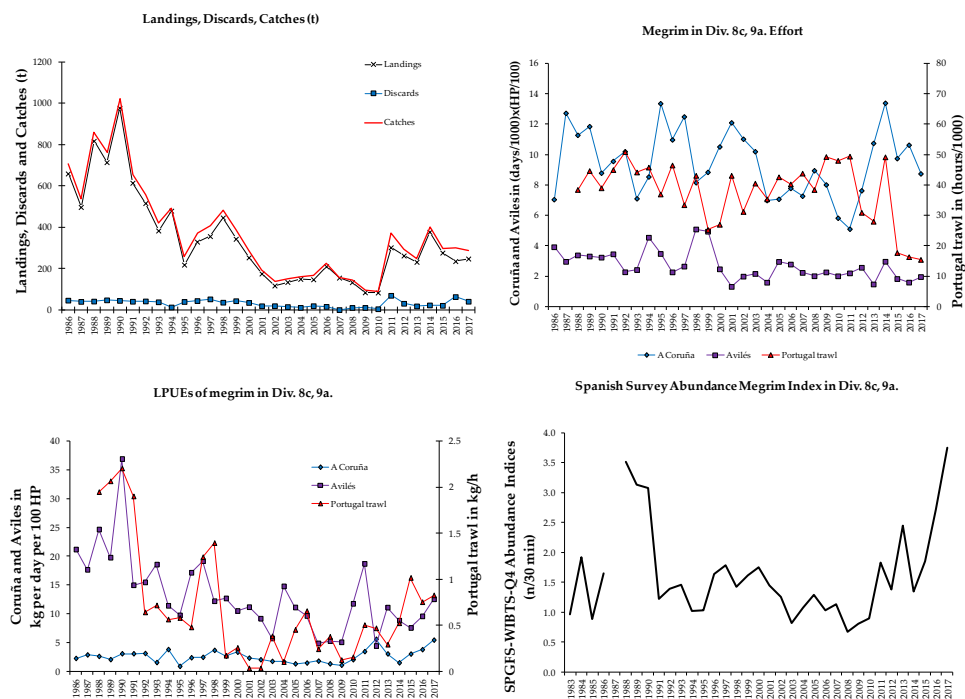 Landings, Discards, Catches (t)
Landings, Discards and Catches (t)
1200
1000
800
600
400
200
0
Landings
Discards
Catches
1986 1987 1988 1989 1990 1991 1992 1993 1994 1995 1996 1997 1998 1999 2000 2001 2002 2003 2004 2005 2006 2007 2008 2009 2010 2011 2012 2013 2014 2015 2016 2017
Megrim in Div. 8c, 9a. Effort
Coruña and Aviles in (days/1000)x(HP/100)
16
14
12
10
8
6
4
2
0
80
70
60
50
40
30
20
10
0
Portugal trawl in (hours/1000)
1986 1987 1988 1989 1990 1991 1992 1993 1994 1995 1996 1997 1998 1999 2000 2001 2002 2003 2004 2005 2006 2007 2008 2009 2010 2011 2012 2013 2014 2015 2016 2017
A Coruña Avilés Portugal trawl
LPUEs of megrim in Div. 8c, 9a.
Coruña and Aviles in
kg per day per 100 HP
40
35
30
25
20
15
10
5
0
A Coruña
Avilés
Portugal trawl
2.5
2
1.5
1
0.5
0
Portugal trawl in kg/h
1986 1987 1988 1989 1990 1991 1992 1993 1994 1995 1996 1997 1998 1999 2000 2001 2002 2003 2004 2005 2006 2007 2008 2009 2010 2011 2012 2013 2014 2015 2016 2017
Spanish Survey Abundance Megrim Index in Div. 8c, 9a.
SPGFS-WIBTS-Q4 Abundance Indices
(n/30 min)
4.0
3.5
3.0
2.5
2.0
1.5
1.0
0.5
0.0
1983 1984 1985 1986 1987 1988 1989 1990 1991 1992 1993 1994 1995 1996 1997 1998 1999 2000 2001 2002 2003 2004 2005 2006 2007 2008 2009 2010 2011 2012 2013 2014 2015 2016 2017